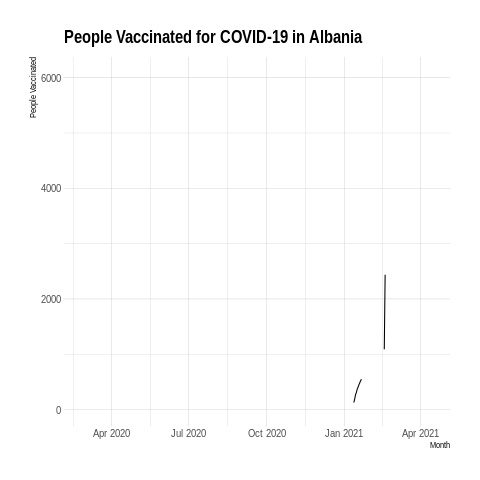 People Vaccinated for COVID-19 in Albania
People Vaccinated
6000
4000
2000
0
Apr 2020 Jul 2020 Oct 2020 Jan 2021 Apr 2021
Month